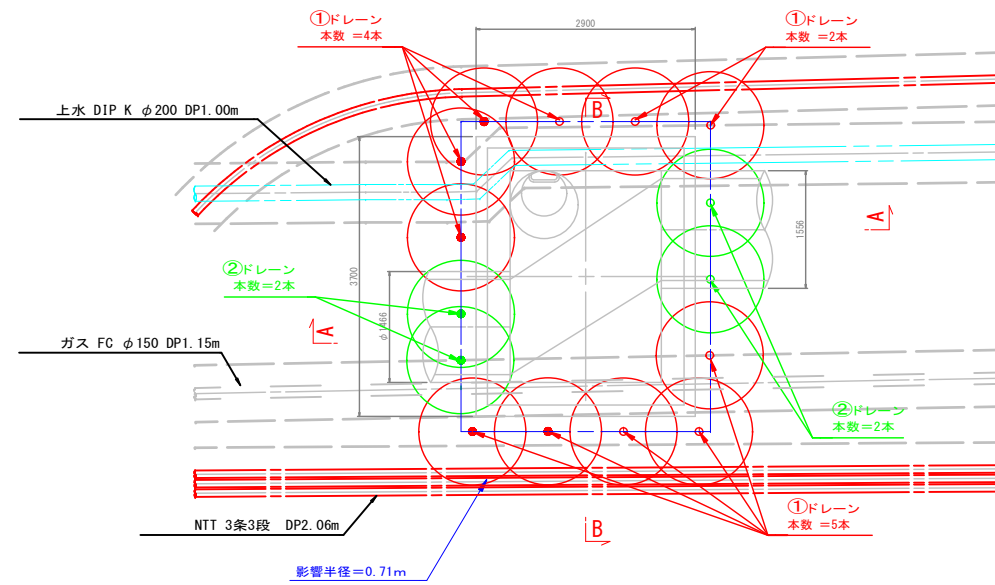 ①ドレーン
本数 =4本
2900
①ドレーン
本数 =2本
上水 DIP K φ200 DP1.00m
B
A
1556
3700
②ドレーン
本数=2本
φ1466
A
ガス FC φ150 DP1.15m
②ドレーン
本数=2本
①ドレーン
本数 =5本
NTT 3条3段 DP2.06m
B
影響半径=0.71m